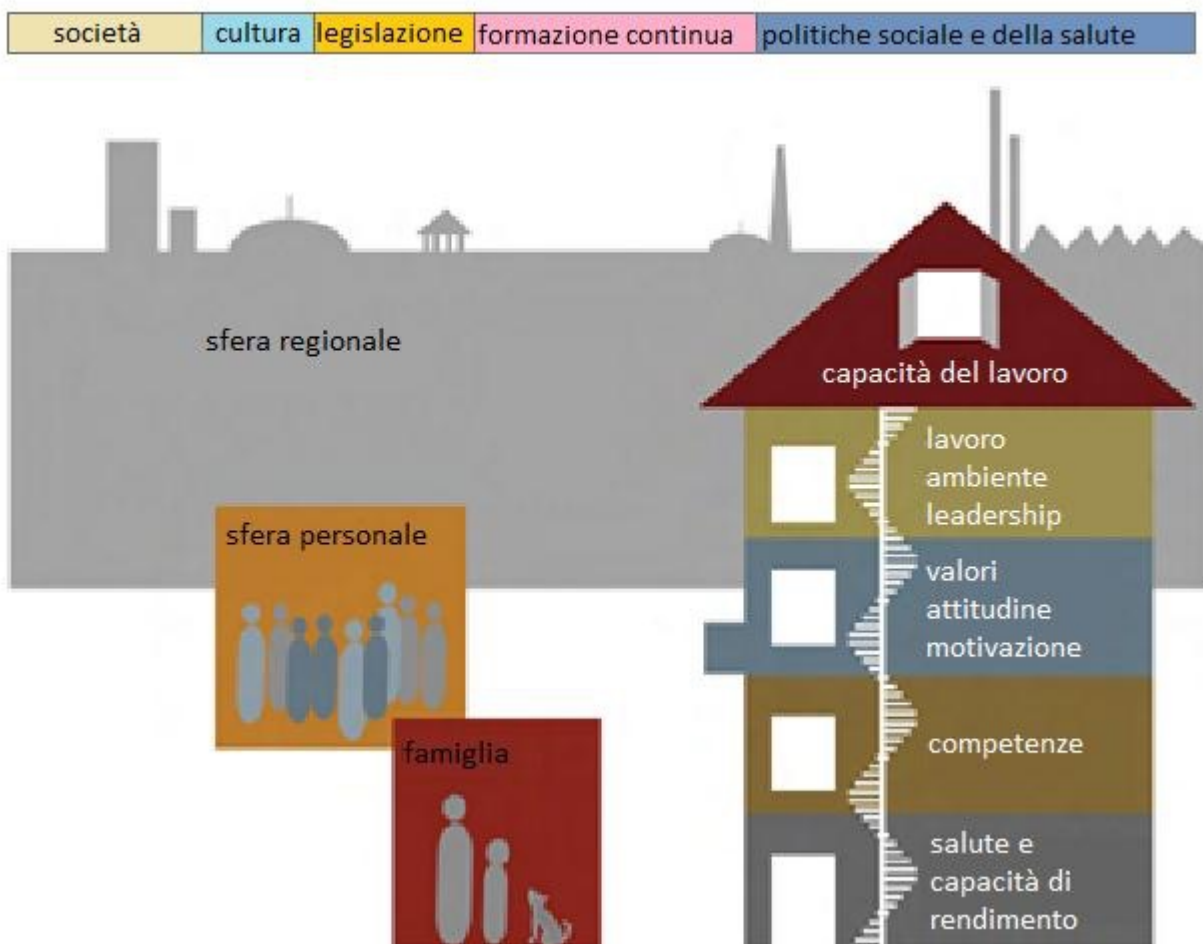 società cultura legislazione formazione continua politiche sociale e della salute
sfera regionale
capacità del lavoro
lavoro
ambiente
leadership
sfera personale
valori
attitudine
motivazione
famiglia
competenze
salute e
capacità di
rendimento